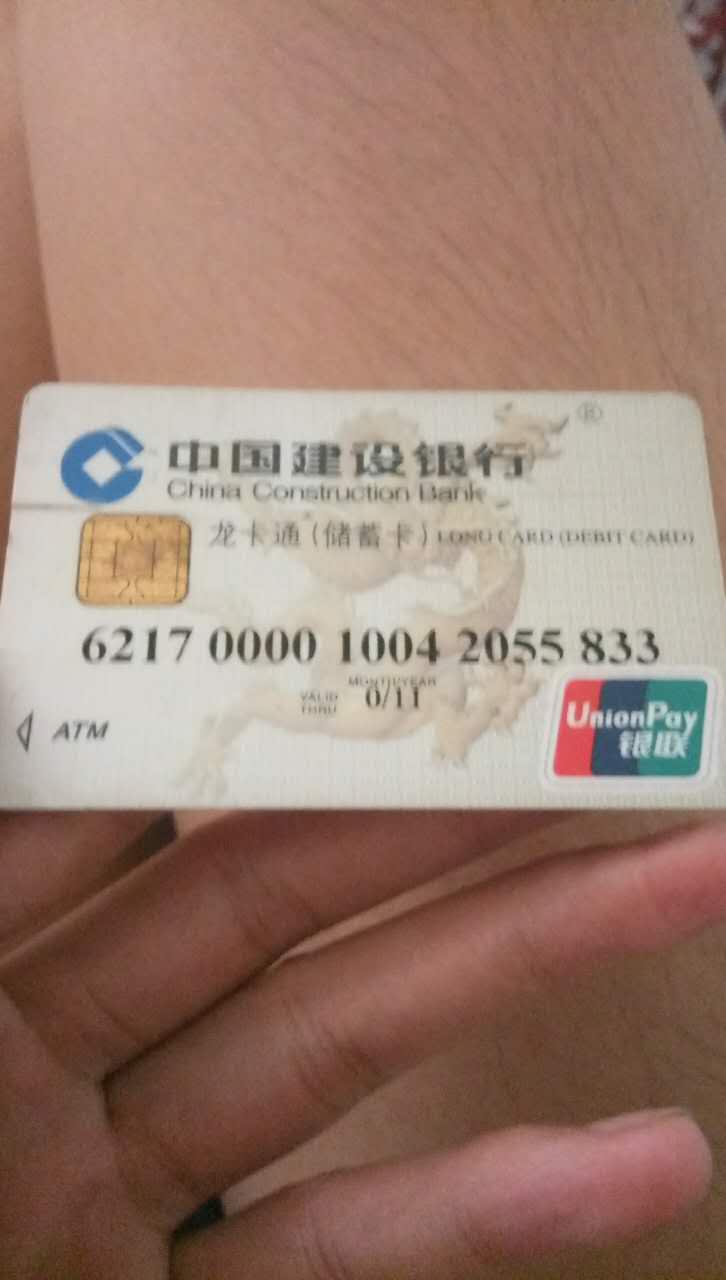 ®
中国建设银行
China Construction Bank
龙卡通(储蓄卡) LONG CARD (DEBIT CARD)
6217 0000 1004 2055 833
MONTH/YEAR
VALID THRU 0/11
ATM
UnionPay
银联